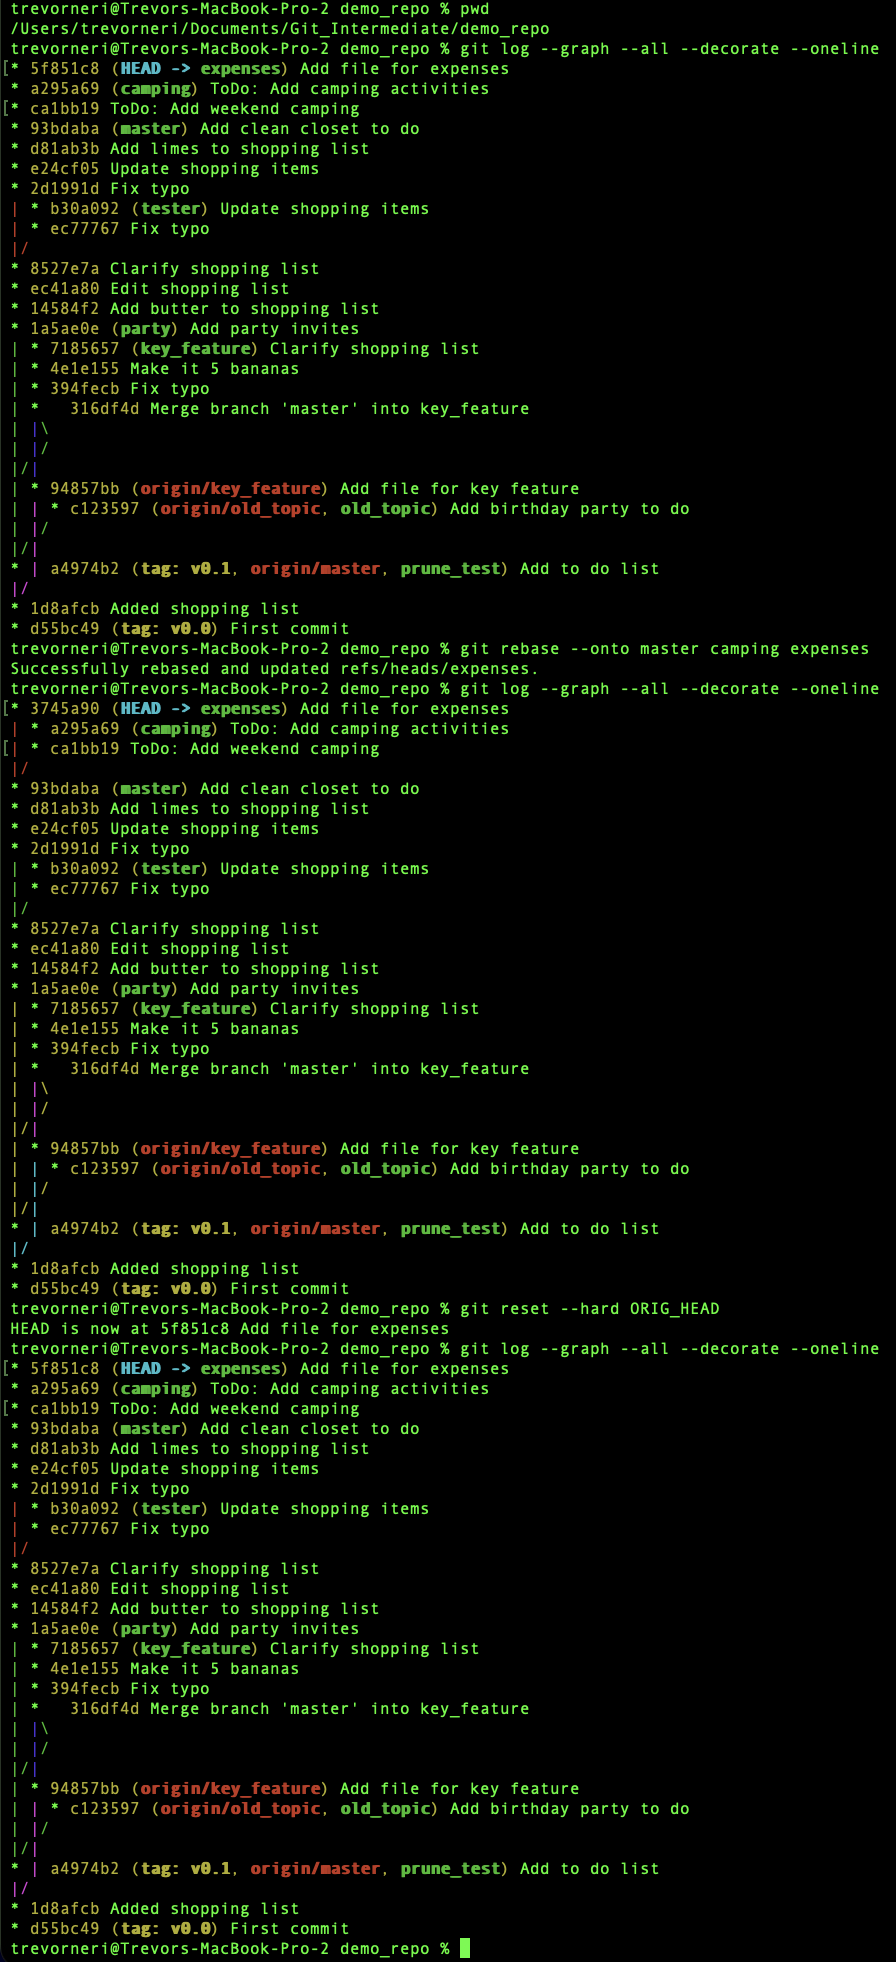 trevorneri@Trevors-MacBook-Pro-2 demo_repo % pwd
/Users/trevorneri/Documents/Git_Intermediate/demo_repo
trevorneri@Trevors-MacBook-Pro-2 demo_repo % git log --graph --all --decorate --oneline
[* 5f851c8 (HEAD -> expenses) Add file for expenses
* a295a69 (camping) ToDo: Add camping activities
[* ca1bb19 ToDo: Add weekend camping
* 93bdaba (master) Add clean closet to do
* d81ab3b Add limes to shopping list
* e24cf05 Update shopping items
* 2d1991d Fix typo
| * b30a092 (tester) Update shopping items
| * ec77767 Fix typo
|/
* 8527e7a Clarify shopping list
* ec41a80 Edit shopping list
* 14584f2 Add butter to shopping list
* 1a5ae0e (party) Add party invites
| * 7185657 (key_feature) Clarify shopping list
| * 4e1e155 Make it 5 bananas
| * 394fecb Fix typo
| *   316df4d Merge branch 'master' into key_feature
| |\
| |/
|/|
| * 94857bb (origin/key_feature) Add file for key feature
| | * c123597 (origin/old_topic, old_topic) Add birthday party to do
| |/
|/|
* | a4974b2 (tag: v0.1, origin/master, prune_test) Add to do list
|/
* 1d8afcb Added shopping list
* d55bc49 (tag: v0.0) First commit
trevorneri@Trevors-MacBook-Pro-2 demo_repo % git rebase --onto master camping expenses
Successfully rebased and updated refs/heads/expenses.
trevorneri@Trevors-MacBook-Pro-2 demo_repo % git log --graph --all --decorate --oneline
[* 3745a90 (HEAD -> expenses) Add file for expenses
| * a295a69 (camping) ToDo: Add camping activities
[| * ca1bb19 ToDo: Add weekend camping
|/
* 93bdaba (master) Add clean closet to do
* d81ab3b Add limes to shopping list
* e24cf05 Update shopping items
* 2d1991d Fix typo
| * b30a092 (tester) Update shopping items
| * ec77767 Fix typo
|/
* 8527e7a Clarify shopping list
* ec41a80 Edit shopping list
* 14584f2 Add butter to shopping list
* 1a5ae0e (party) Add party invites
| * 7185657 (key_feature) Clarify shopping list
| * 4e1e155 Make it 5 bananas
| * 394fecb Fix typo
| *   316df4d Merge branch 'master' into key_feature
| |\
| |/
|/|
| * 94857bb (origin/key_feature) Add file for key feature
| | * c123597 (origin/old_topic, old_topic) Add birthday party to do
| |/
|/|
* | a4974b2 (tag: v0.1, origin/master, prune_test) Add to do list
|/
* 1d8afcb Added shopping list
* d55bc49 (tag: v0.0) First commit
trevorneri@Trevors-MacBook-Pro-2 demo_repo % git reset --hard ORIG_HEAD
HEAD is now at 5f851c8 Add file for expenses
trevorneri@Trevors-MacBook-Pro-2 demo_repo % git log --graph --all --decorate --oneline
[* 5f851c8 (HEAD -> expenses) Add file for expenses
* a295a69 (camping) ToDo: Add camping activities
[* ca1bb19 ToDo: Add weekend camping
* 93bdaba (master) Add clean closet to do
* d81ab3b Add limes to shopping list
* e24cf05 Update shopping items
* 2d1991d Fix typo
| * b30a092 (tester) Update shopping items
| * ec77767 Fix typo
|/
* 8527e7a Clarify shopping list
* ec41a80 Edit shopping list
* 14584f2 Add butter to shopping list
* 1a5ae0e (party) Add party invites
| * 7185657 (key_feature) Clarify shopping list
| * 4e1e155 Make it 5 bananas
| * 394fecb Fix typo
| *   316df4d Merge branch 'master' into key_feature
| |\
| |/
|/|
| * 94857bb (origin/key_feature) Add file for key feature
| | * c123597 (origin/old_topic, old_topic) Add birthday party to do
| |/
|/|
* | a4974b2 (tag: v0.1, origin/master, prune_test) Add to do list
|/
* 1d8afcb Added shopping list
* d55bc49 (tag: v0.0) First commit
trevorneri@Trevors-MacBook-Pro-2 demo_repo %